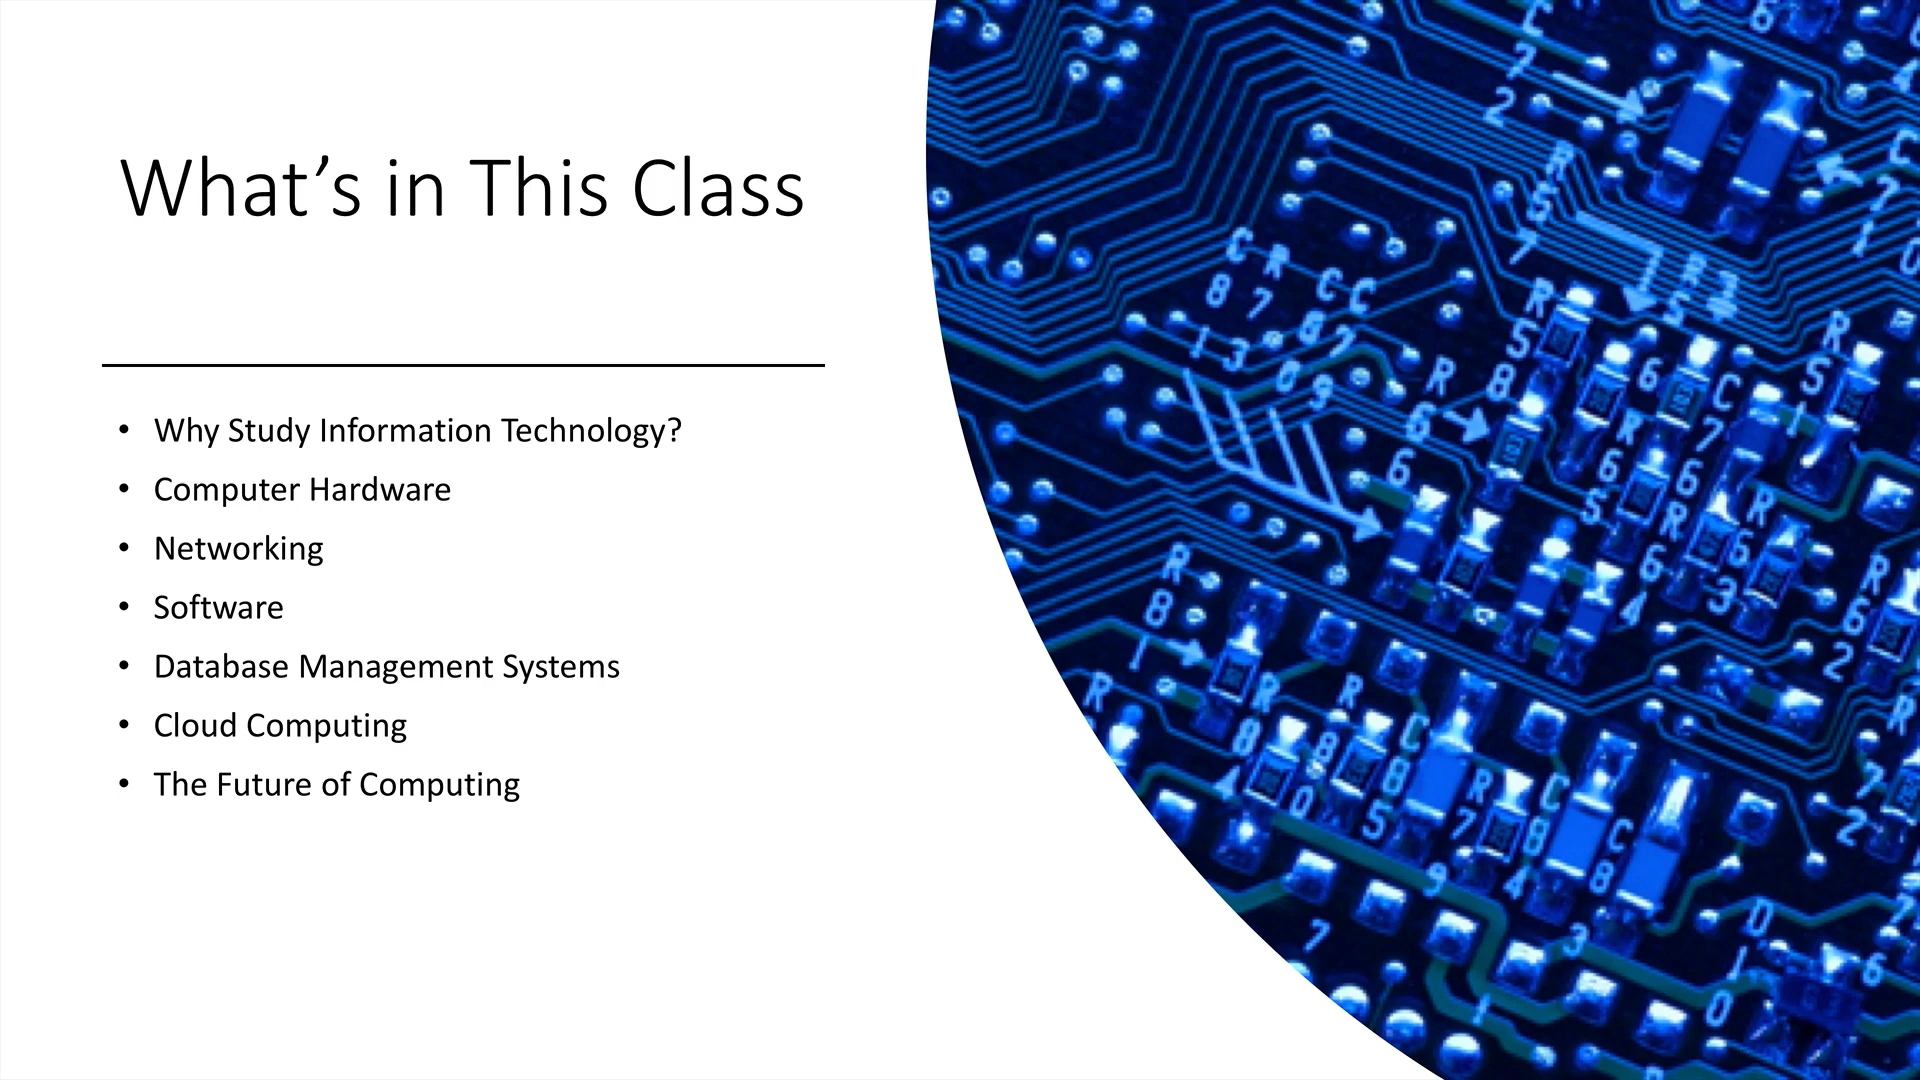 What’s in This Class
• Why Study Information Technology?
• Computer Hardware
• Networking
• Software
• Database Management Systems
• Cloud Computing
• The Future of Computing